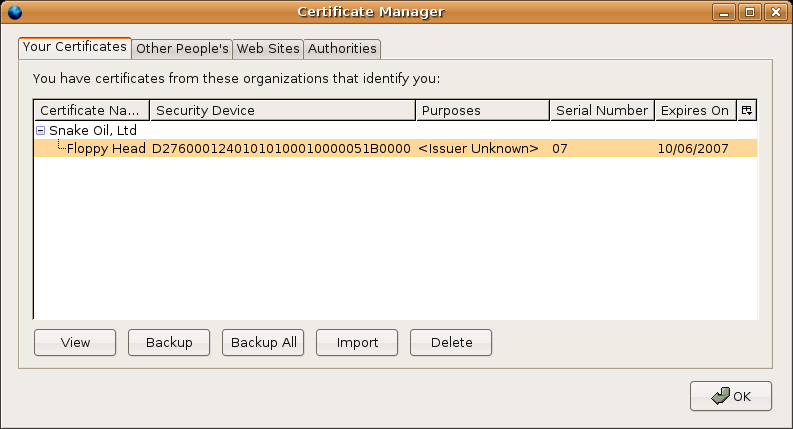 Certificate Manager
Your Certificates Other People's Web Sites Authorities
You have certificates from these organizations that identify you:
Certificate Na... Security Device Purposes Serial Number Expires On
Snake Oil, Ltd
Floppy Head D27600012401010100010000051B0000 <Issuer Unknown> 07 10/06/2007
View Backup Backup All Import Delete
OK